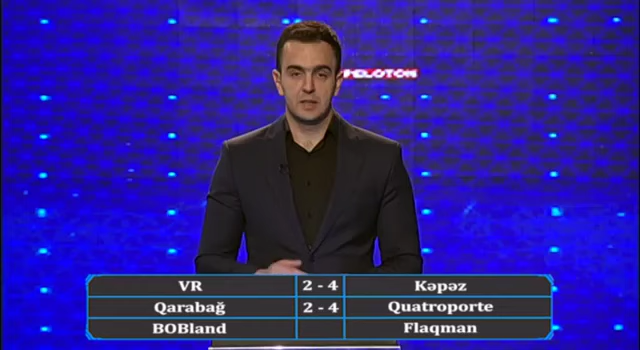 PELOTON
VR 2 - 4 Kəpəz
Qarabağ 2 - 4 Quatroporte
BOBland Flaqman